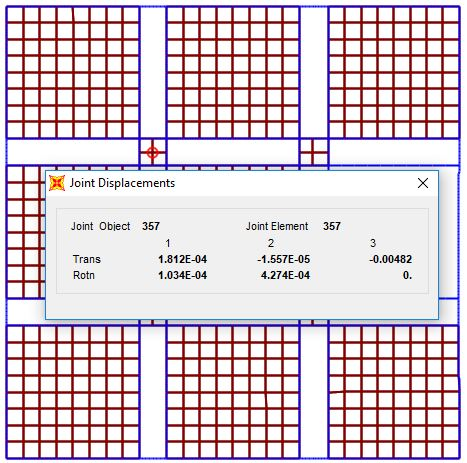 Joint Displacements
Joint Object 357 Joint Element 357
1 2 3
Trans 1.812E-04 -1.557E-05 -0.00482
Rotn 1.034E-04 4.274E-04 0.